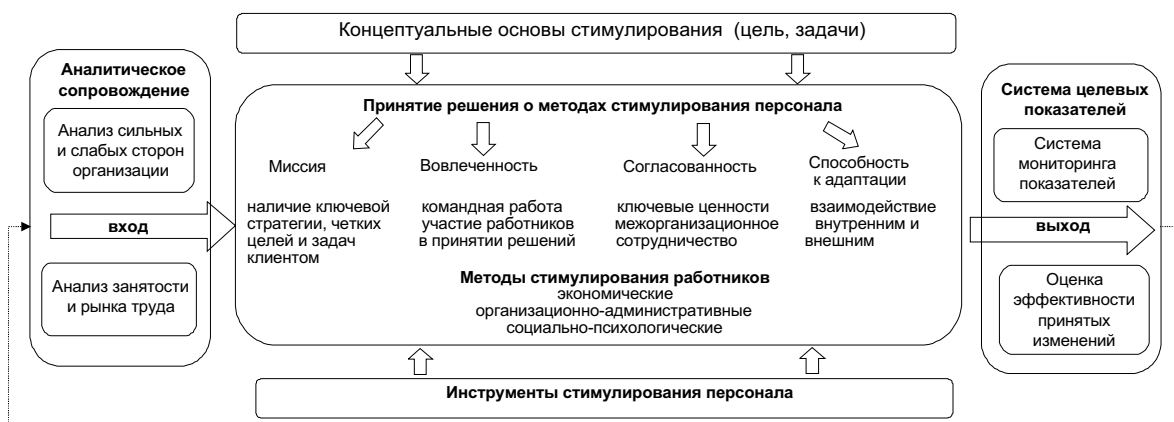 Концептуальные основы стимулирования (цель, задачи)
Аналитическое
сопровождение
Анализ сильных
и слабых сторон
организации
вход
Анализ занятости
и рынка труда
Принятие решения о методах стимулирования персонала
Миссия
наличие ключевой
стратегии, четких
целей и задач
клиентом
Вовлеченность
командная работа
участие работников
в принятии решений
Согласованность
ключевые ценности
межорганизационное
сотрудничество
Способность
к адаптации
взаимодействие
внутренним и
внешним
Методы стимулирования работников
экономические
организационно-административные
социально-психологические
Система целевых
показателей
Система
мониторинга
показателей
выход
Оценка
эффективности
принятых
изменений
Инструменты стимулирования персонала